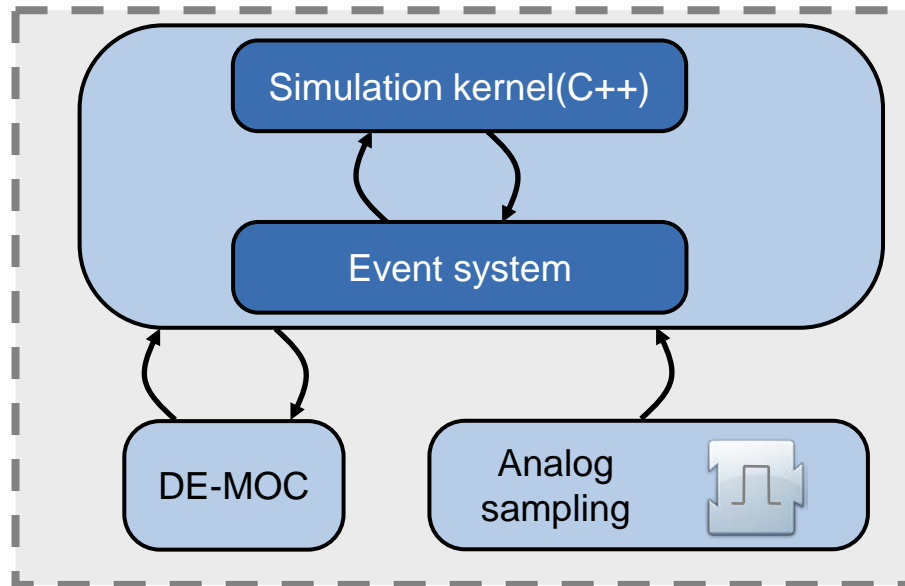 Simulation kernel(C++)
Event system
DE-MOC
Analog
sampling